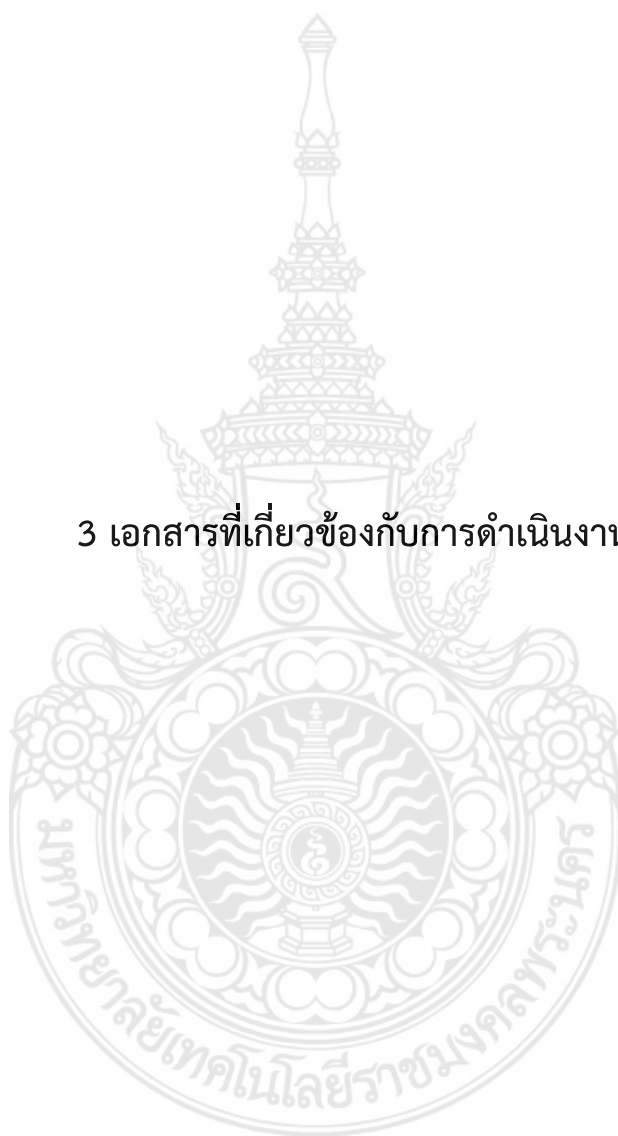 3 เอกสารที่เกี่ยวข้องกับการดำเนินงาน
มหาวิทยาลัยเทคโนโลยีราชมงคลพระนคร